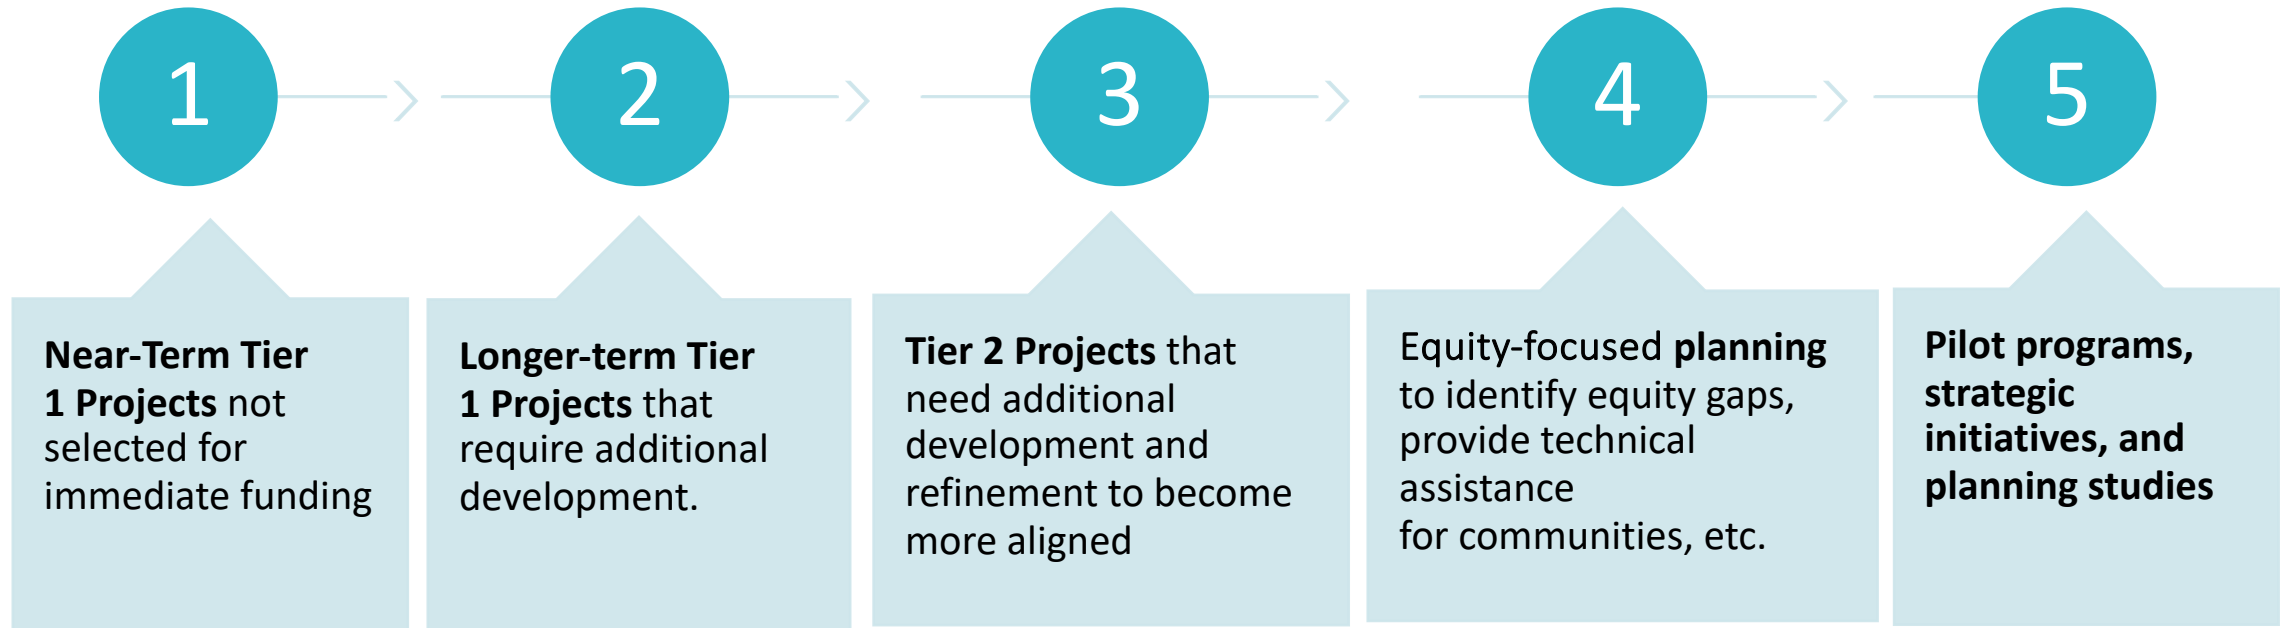 1
2
3
4
5
Near-Term Tier
1 Projects not
selected for
immediate funding
Longer-term Tier
1 Projects that
require additional
development.
Tier 2 Projects that
need additional
development and
refinement to become
more aligned
Equity-focused planning
to identify equity gaps,
provide technical
assistance
for communities, etc.
Pilot programs,
strategic
initiatives, and
planning studies